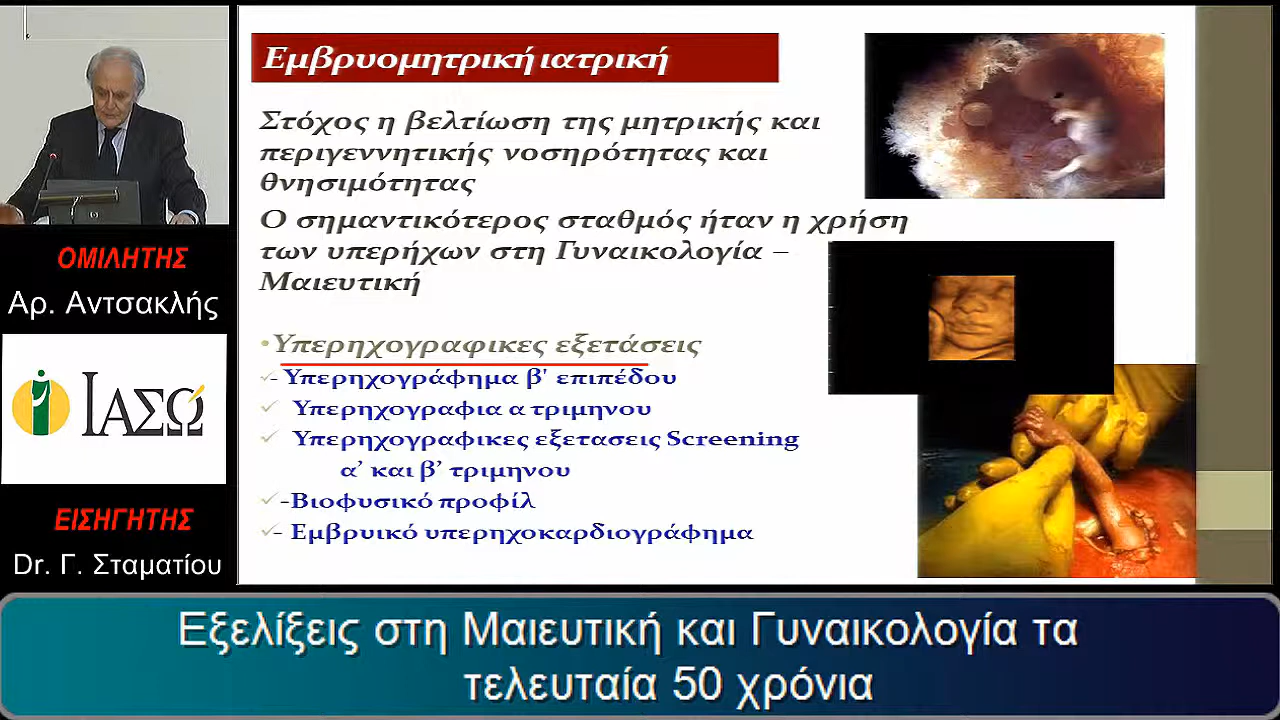 ΟΜΙΛΗΤΗΣ
Αρ. Αντσακλής
ΙΑΣΩ
ΕΙΣΗΓΗΤΗΣ
Dr. Γ. Σταματίου
Εμβρυομητρική ιατρική
Στόχος η βελτίωση της μητρικής και
περιγεννητικής νοσηρότητας και
θνησιμότητας
Ο σημαντικότερος σταθμός ήταν η χρήση
των υπερήχων στη Γυναικολογία –
Μαιευτική
•Υπερηχογραφικες εξετάσεις
✓- Υπερηχογράφημα β' επιπέδου
✓ Υπερηχογραφια α τριμηνου
✓ Υπερηχογραφικες εξετασεις Screening
α’ και β’ τριμηνου
✓-Βιοφυσικό προφίλ
✓- Εμβρυικό υπερηχοκαρδιογράφημα
Εξελίξεις στη Μαιευτική και Γυναικολογία τα
τελευταία 50 χρόνια